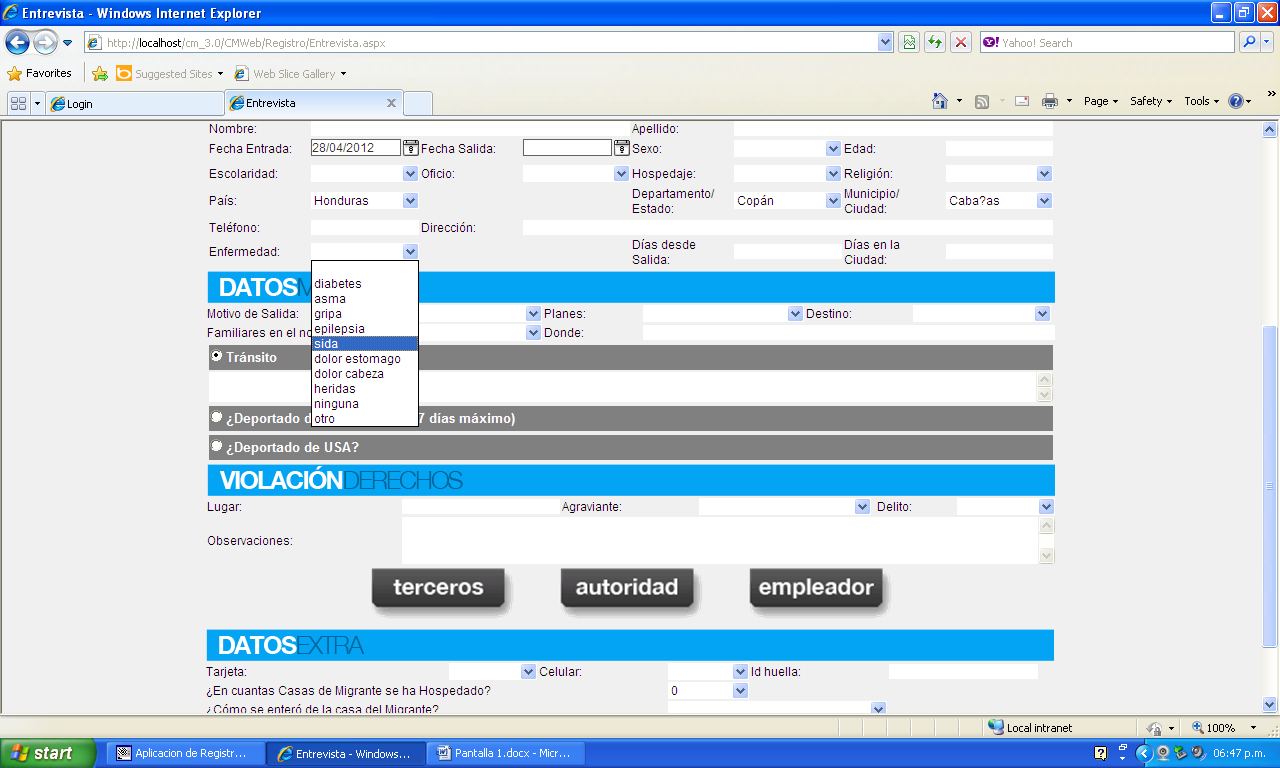 Entrevista - Windows Internet Explorer
http://localhost/cm_3.0/CMWeb/Registro/Entrevista.aspx
Yahoo! Search
Favorites Suggested Sites Web Slice Gallery
Login Entrevista X Page Safety Tools
Nombre: Apellido:
Fecha Entrada: 28/04/2012 Fecha Salida: Sexo: Edad:
Escolaridad: Oficio: Hospedaje: Religión:
País: Honduras Departamento/ Estado: Copán Municipio/ Ciudad: Caba?as
Teléfono: Dirección:
Enfermedad: Días desde Salida: Días en la Ciudad:
diabetes
asma
gripa
epilepsia
sida
dolor estomago
dolor cabeza
heridas
ninguna
otro
DATOS
Motivo de Salida: Planes: Destino:
Familiares en el Donde:
Tránsito
¿Deportado 7 días máximo)
¿Deportado de USA?
VIOLACIÓNDERECHOS
Lugar: Agraviante: Delito:
Observaciones:
terceros autoridad empleador
DATOSEXTRA
Tarjeta: Celular: Id huella:
¿En cuantas Casas de Migrante se ha Hospedado? 0
¿Cómo se enteró de la casa del Migrante?
Local intranet 100%
start Aplicacion de Registr... Entrevista - Windows... Pantalla 1.docx - Micr... 06:47 p.m.